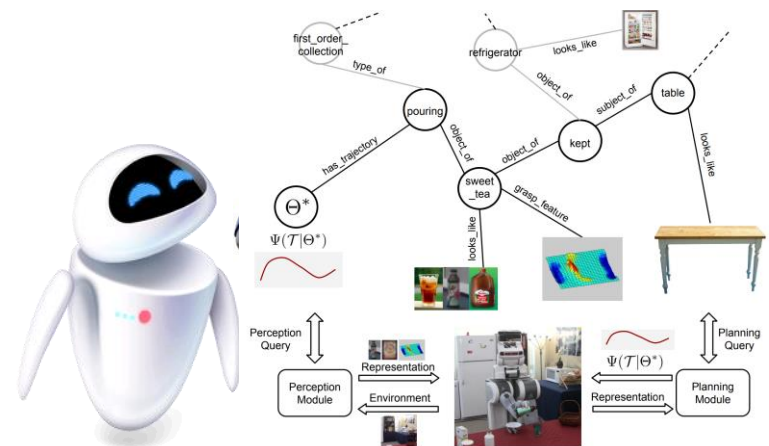 first_order_
collection
refrigerator
looks_like
type_of
object_of
subject_of
table
pouring
kept
has_trajectory
object_of
object_of
looks_like
sweet
_tea
grasp_feature
Θ*
Ψ(𝒯|Θ*)
looks_like
Perception
Query
Planning
Query
Representation
Ψ(𝒯|Θ*)
Perception
Module
Environment
Representation
Planning
Module